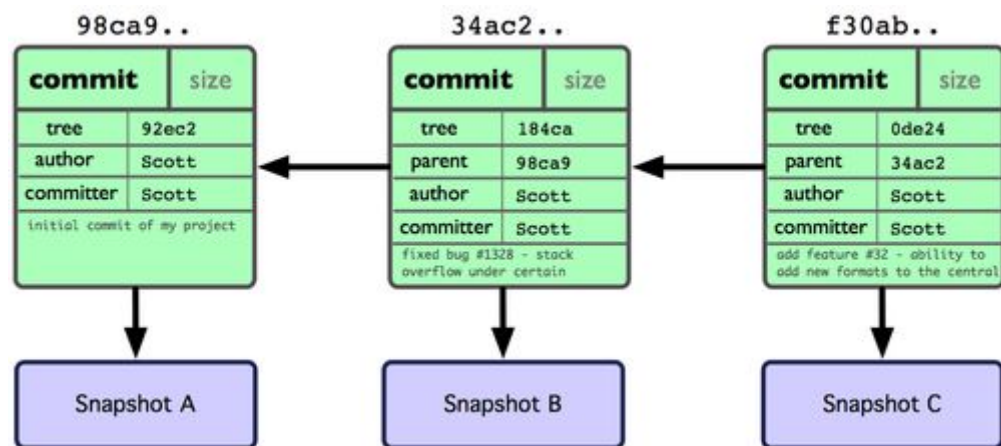 98ca9..
commit size
tree 92ec2
author Scott
committer Scott
initial commit of my project
Snapshot A
34ac2..
commit size
tree 184ca
parent 98ca9
author Scott
committer Scott
fixed bug #1328 - stack
overflow under certain
Snapshot B
f30ab..
commit size
tree 0de24
parent 34ac2
author Scott
committer Scott
add feature #32 - ability to
add new formats to the central
Snapshot C